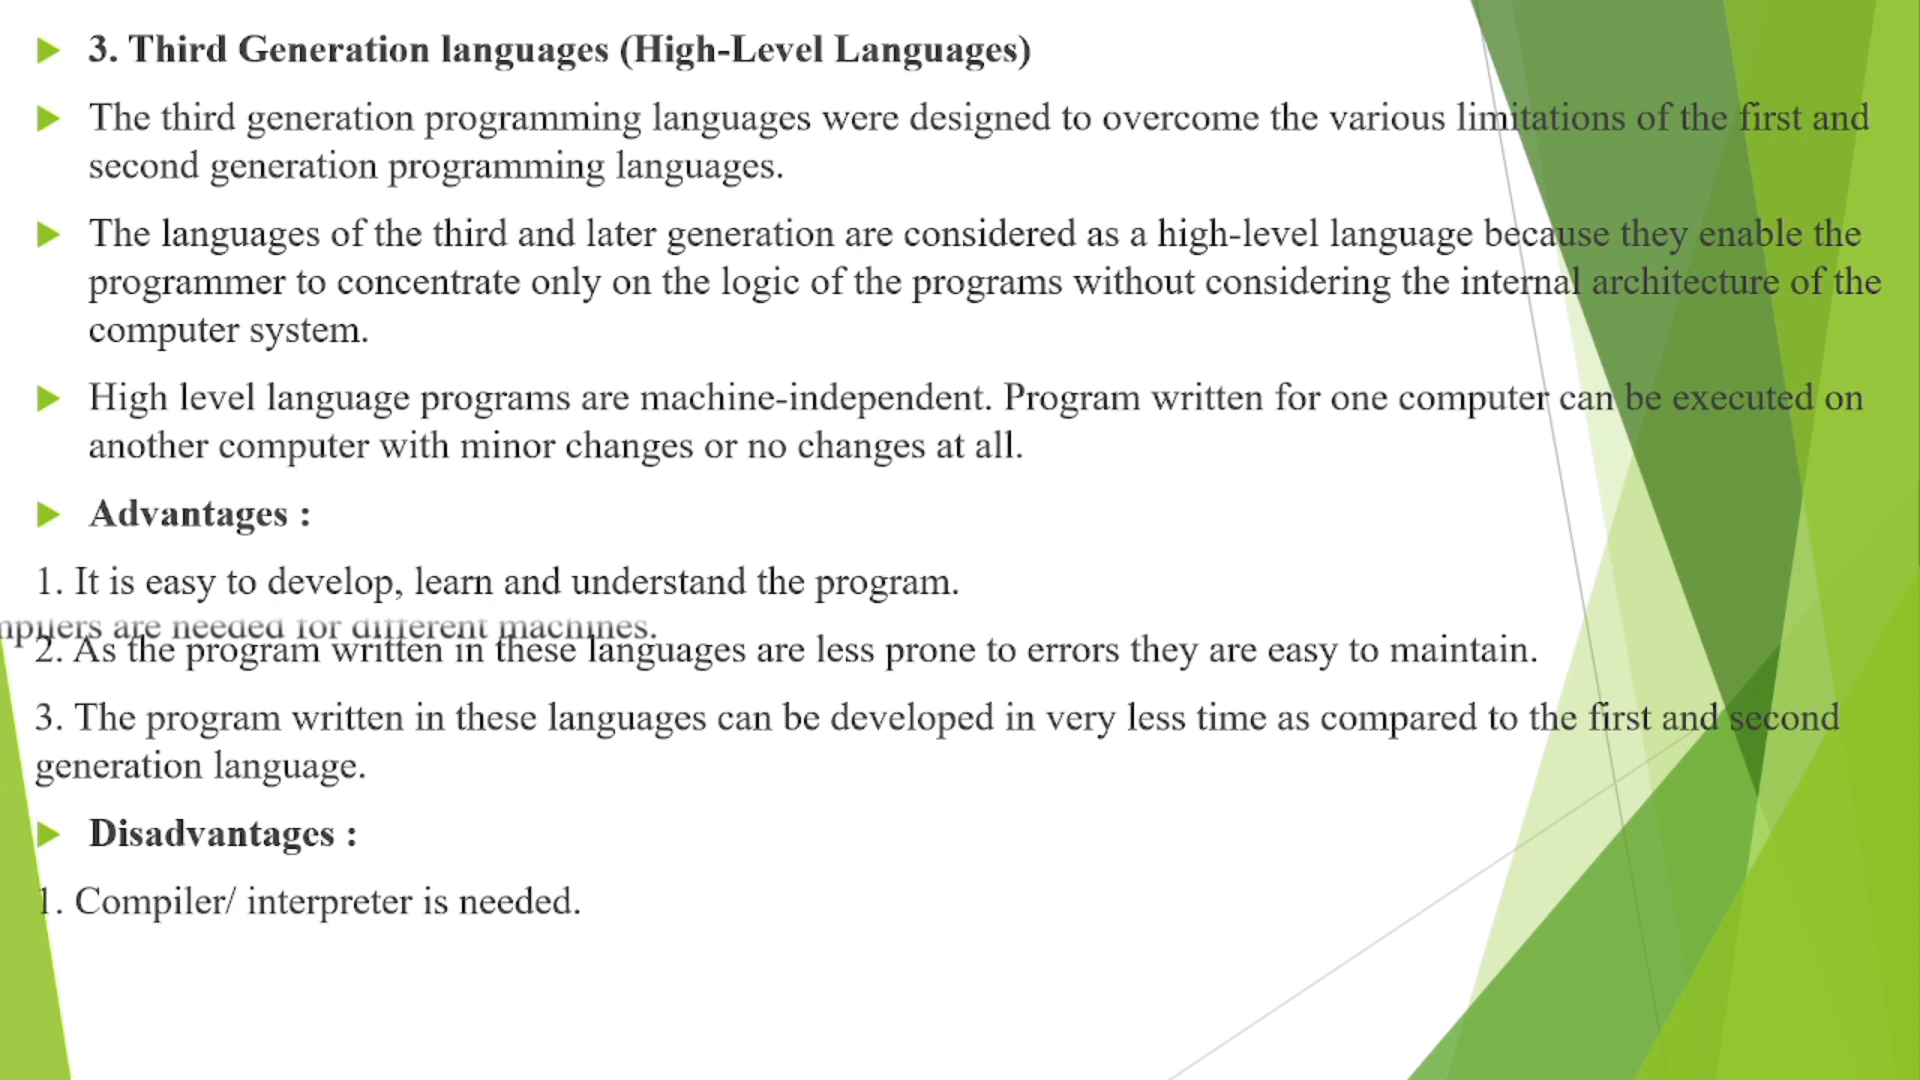 3. Third Generation languages (High-Level Languages)
The third generation programming languages were designed to overcome the various limitations of the first and
second generation programming languages.
The languages of the third and later generation are considered as a high-level language because they enable the
programmer to concentrate only on the logic of the programs without considering the internal architecture of the
computer system.
High level language programs are machine-independent. Program written for one computer can be executed on
another computer with minor changes or no changes at all.
Advantages :
1. It is easy to develop, learn and understand the program.
are needed for different machines.
2. As the program written in these languages are less prone to errors they are easy to maintain.
3. The program written in these languages can be developed in very less time as compared to the first and second
generation language.
Disadvantages :
1. Compiler/ interpreter is needed.